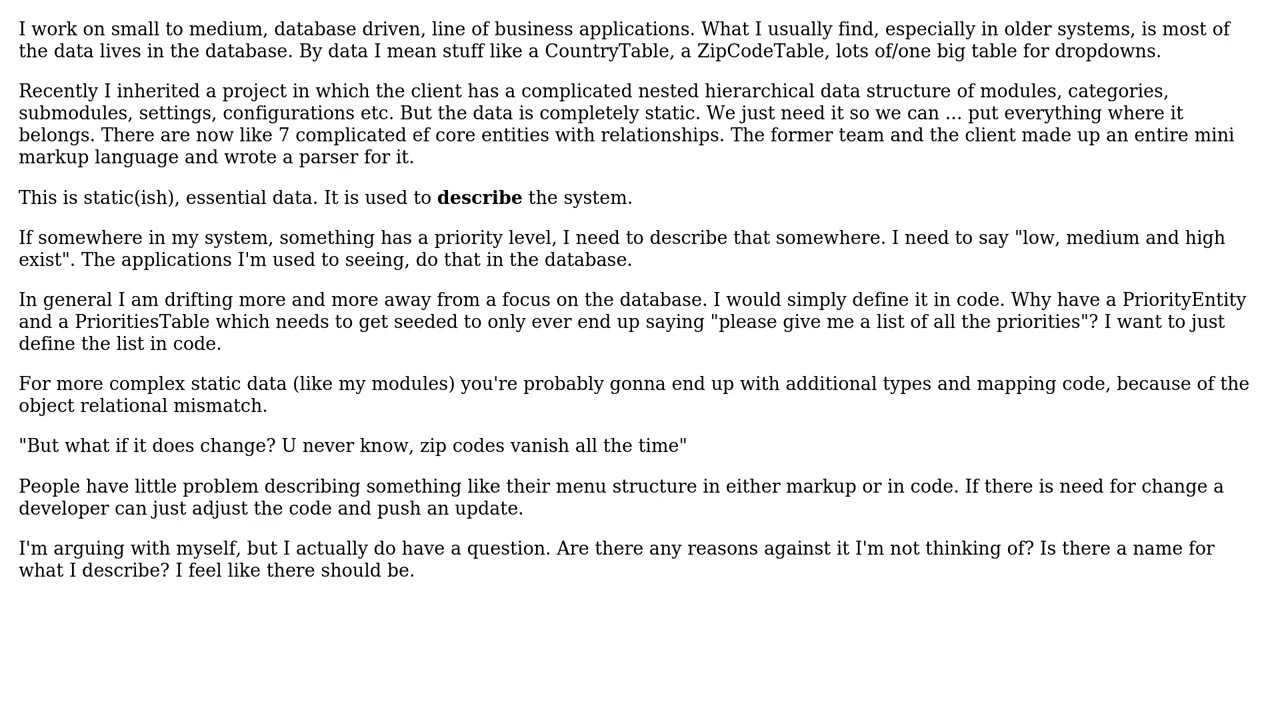 I work on small to medium, database driven, line of business applications. What I usually find, especially in older systems, is most of
the data lives in the database. By data I mean stuff like a CountryTable, a ZipCodeTable, lots of/one big table for dropdowns.
Recently I inherited a project in which the client has a complicated nested hierarchical data structure of modules, categories,
submodules, settings, configurations etc. But the data is completely static. We just need it so we can ... put everything where it
belongs. There are now like 7 complicated ef core entities with relationships. The former team and the client made up an entire mini
markup language and wrote a parser for it.
This is static(ish), essential data. It is used to describe the system.
If somewhere in my system, something has a priority level, I need to describe that somewhere. I need to say "low, medium and high
exist". The applications I'm used to seeing, do that in the database.
In general I am drifting more and more away from a focus on the database. I would simply define it in code. Why have a PriorityEntity
and a PrioritiesTable which needs to get seeded to only ever end up saying "please give me a list of all the priorities"? I want to just
define the list in code.
For more complex static data (like my modules) you're probably gonna end up with additional types and mapping code, because of the
object relational mismatch.
"But what if it does change? U never know, zip codes vanish all the time"
People have little problem describing something like their menu structure in either markup or in code. If there is need for change a
developer can just adjust the code and push an update.
I'm arguing with myself, but I actually do have a question. Are there any reasons against it I'm not thinking of? Is there a name for
what I describe? I feel like there should be.